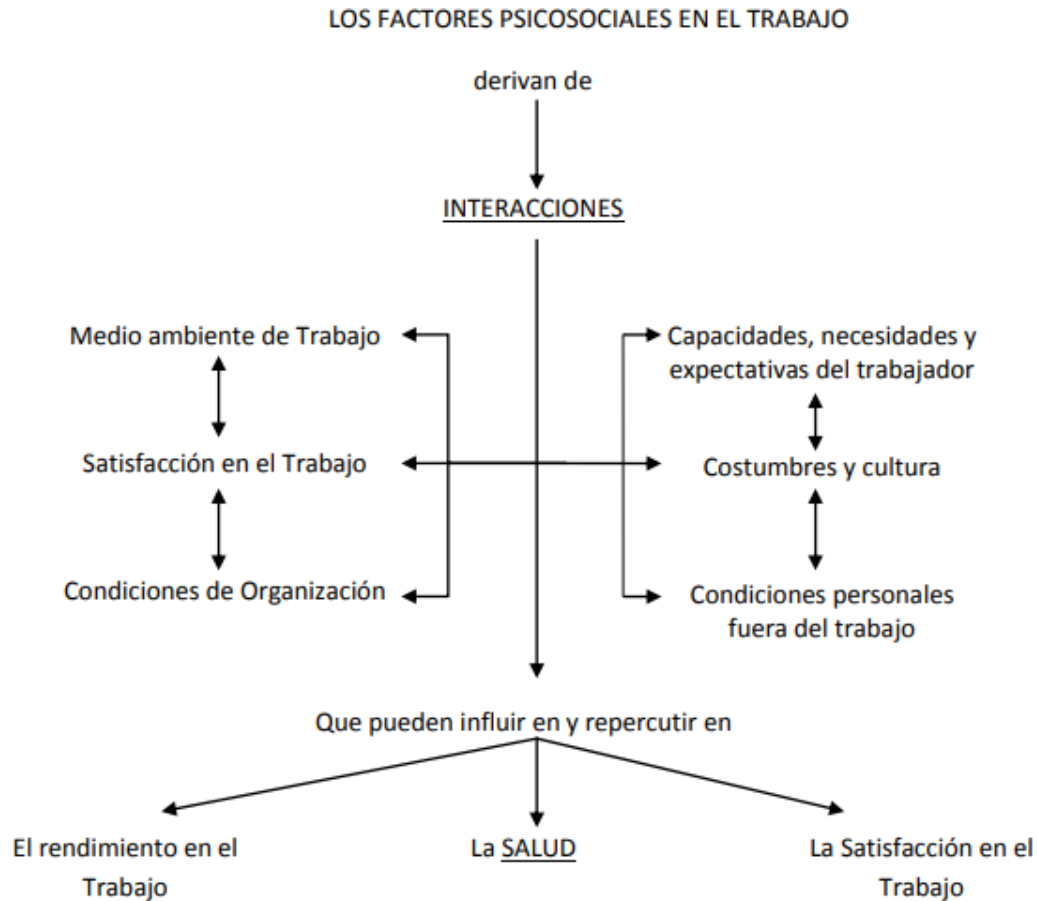 LOS FACTORES PSICOSOCIALES EN EL TRABAJO
derivan de
INTERACCIONES
Medio ambiente de Trabajo
Capacidades, necesidades y
expectativas del trabajador
Satisfacción en el Trabajo
Costumbres y cultura
Condiciones de Organización
Condiciones personales
fuera del trabajo
Que pueden influir en y repercutir en
El rendimiento en el
Trabajo
La SALUD
La Satisfacción en el
Trabajo